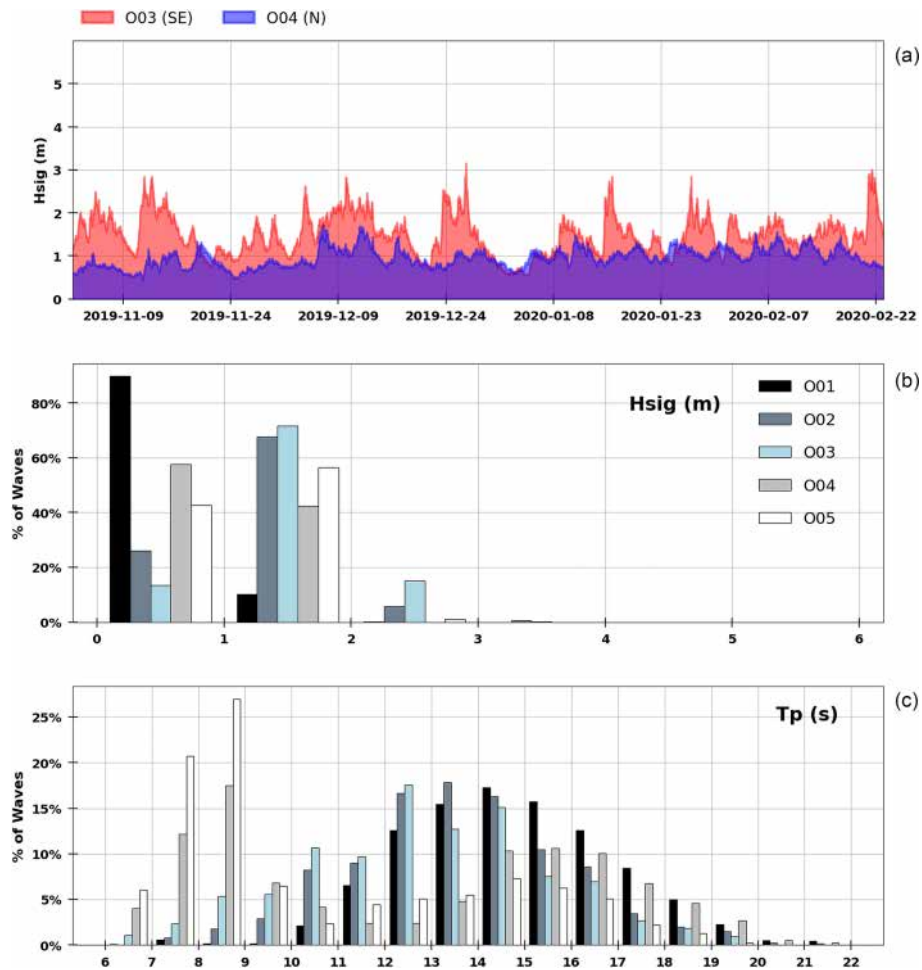 O03 (SE) O04 (N)
(a)
5
4
3
2
1
0
Hsig (m)
2019-11-09 2019-11-24 2019-12-09 2019-12-24 2020-01-08 2020-01-23 2020-02-07 2020-02-22
(b)
Hsig (m)
O01
O02
O03
O04
O05
80%
60%
40%
20%
0%
% of Waves
0 1 2 3 4 5 6
(c)
Tp (s)
25%
20%
15%
10%
5%
0%
% of Waves
6 7 8 9 10 11 12 13 14 15 16 17 18 19 20 21 22